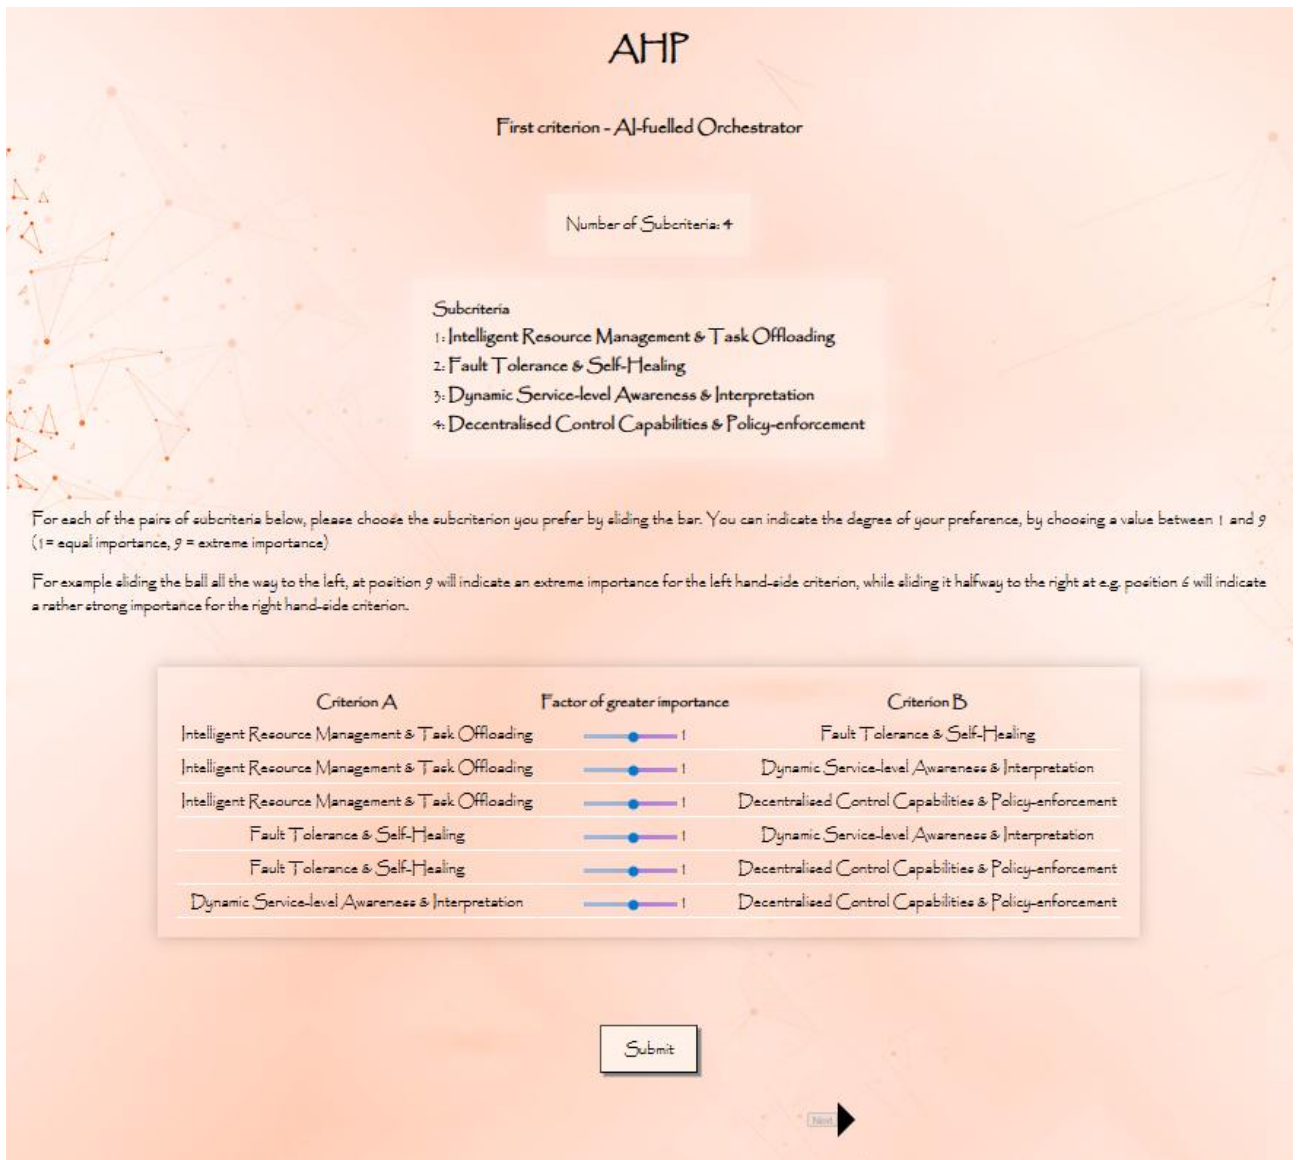 AHP
First criterion - AI-fuelled Orchestrator
Number of Subcriteria: 4
Subcriteria
1: Intelligent Resource Management & Task Offloading
2: Fault Tolerance & Self-Healing
3: Dynamic Service-level Awareness & Interpretation
4: Decentralised Control Capabilities & Policy-enforcement
For each of the pairs of subcriteria below, please choose the subcriterion you prefer by sliding the bar. You can indicate the degree of your preference, by choosing a value between 1 and 9
(1= equal importance, 9 = extreme importance)
For example sliding the ball all the way to the left, at position 9 will indicate an extreme importance for the left hand-side criterion, while sliding it halfway to the right at e.g. position 6 will indicate
a rather strong importance for the right hand-side criterion.
Criterion A Factor of greater importance Criterion B
Intelligent Resource Management & Task Offloading 1 Fault Tolerance & Self-Healing
Intelligent Resource Management & Task Offloading 1 Dynamic Service-level Awareness & Interpretation
Intelligent Resource Management & Task Offloading 1 Decentralised Control Capabilities & Policy-enforcement
Fault Tolerance & Self-Healing 1 Dynamic Service-level Awareness & Interpretation
Fault Tolerance & Self-Healing 1 Decentralised Control Capabilities & Policy-enforcement
Dynamic Service-level Awareness & Interpretation 1 Decentralised Control Capabilities & Policy-enforcement
Submit
Next